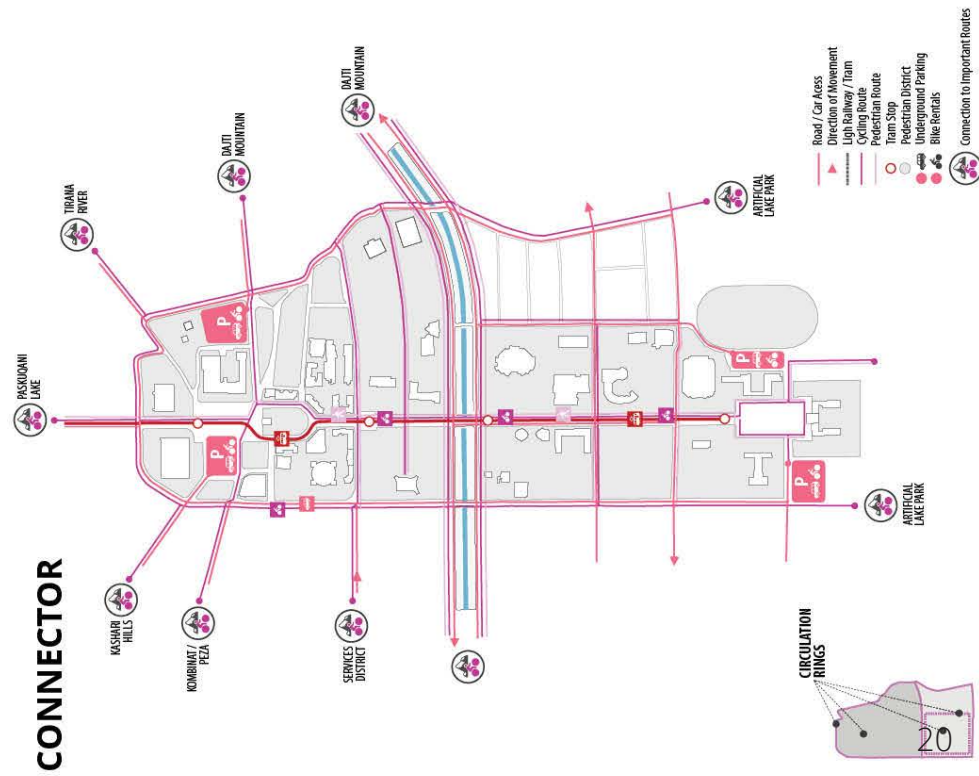 CONNECTOR
PASKUQANI
LAKE
TIRANA
RIVER
DAJTI
MOUNTAIN
DAJTI
MOUNTAIN
KASHARI
HILLS
KOMBINAT /
PEZA
SERVICES
DISTRICT
P
P
P
P
ARTIFICIAL
LAKE PARK
ARTIFICIAL
LAKE PARK
CIRCULATION
RINGS
20
Road / Car Acess
Direction of Movement
Ligh Railway / Tram
Cycling Route
Pedestrian Route
Tram Stop
Pedestrian District
Underground Parking
Bike Rentals
Connection to Important Routes